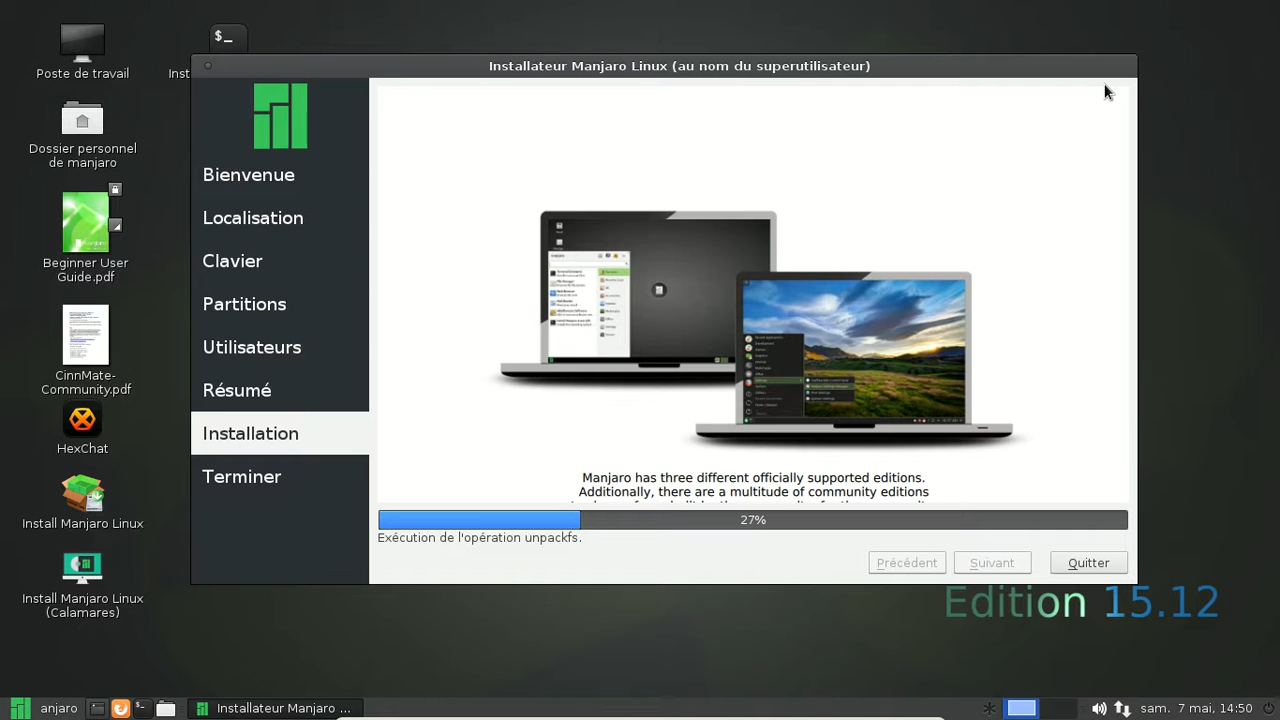 $_
Poste de travail
Inst
Dossier personnel
de manjaro
Beginner User
Guide.pdf
CinnMate-
Community.pdf
HexChat
Install Manjaro Linux
Install Manjaro Linux
(Calamares)
Installateur Manjaro Linux (au nom du superutilisateur)
Bienvenue
Localisation
Clavier
Partitions
Utilisateurs
Résumé
Installation
Terminer
Manjaro has three different officially supported editions.
Additionally, there are a multitude of community editions
27%
Exécution de l'opération unpackfs.
Précédent
Suivant
Quitter
Edition 15.12
anjaro
Installateur Manjaro ...
sam. 7 mai, 14:50